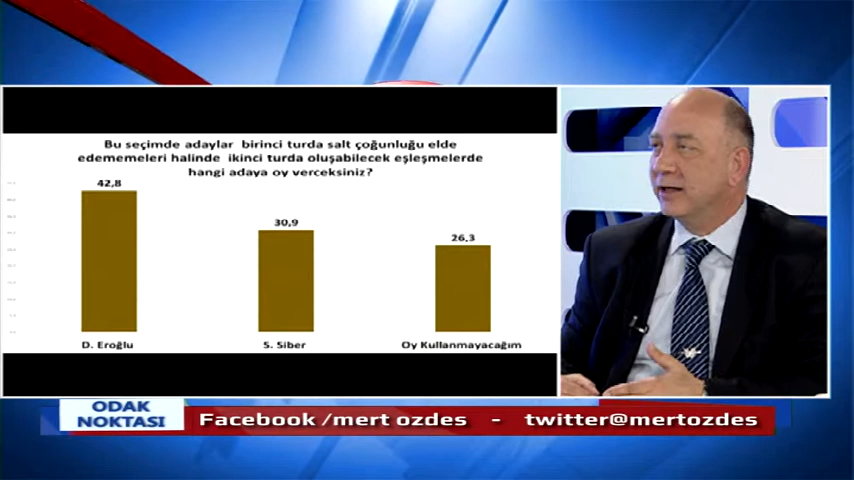 Bu seçimde adaylar birinci turda salt çoğunluğu elde
edememeleri halinde ikinci turda oluşabilecek eşleşmelerde
hangi adaya oy verceksiniz?
42,8
30,9
26,3
D. Eroğlu
S. Siber
Oy Kullanmayacağım
ODAK
NOKTASI
Facebook /mert ozdes - twitter@mertozdes